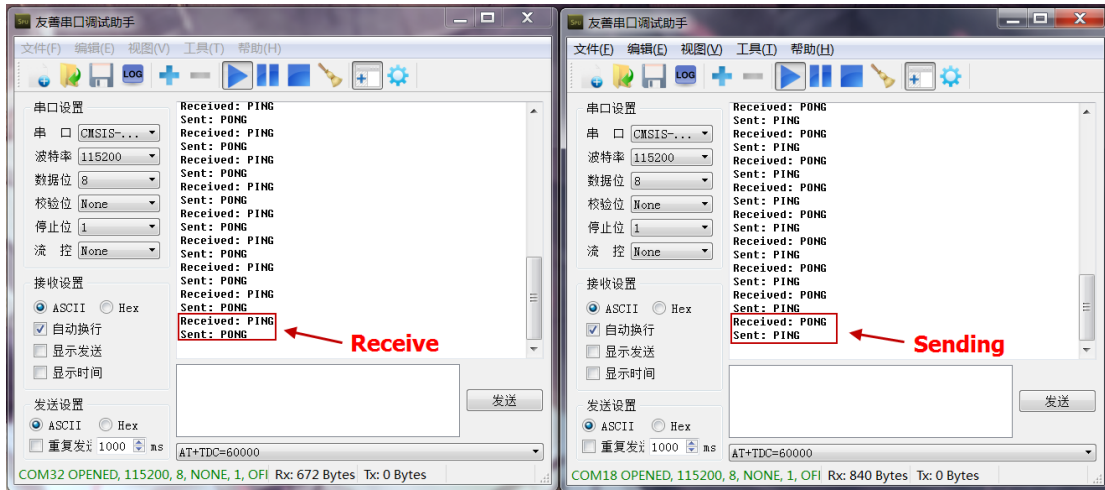 友善串口调试助手
文件(F) 编辑(E) 视图(V) 工具(T) 帮助(H)
LOG
串口设置
串 口 CMSIS-...
波特率 115200
数据位 8
校验位 None
停止位 1
流 控 None
接收设置
ASCII Hex
自动换行
显示发送
显示时间
发送设置
ASCII Hex
重复发送 1000 ms
Received: PING
Sent: PONG
Received: PING
Sent: PONG
Received: PING
Sent: PONG
Received: PING
Sent: PONG
Received: PING
Sent: PONG
Received: PING
Sent: PONG
Received: PING
Sent: PONG
Received: PING
Sent: PONG
Received: PING
Sent: PONG
Receive
发送
AT+TDC=60000
COM32 OPENED, 115200, 8, NONE, 1, OFI Rx: 672 Bytes Tx: 0 Bytes
友善串口调试助手
文件(F) 编辑(E) 视图(V) 工具(T) 帮助(H)
LOG
串口设置
串 口 CMSIS-...
波特率 115200
数据位 8
校验位 None
停止位 1
流 控 None
接收设置
ASCII Hex
自动换行
显示发送
显示时间
发送设置
ASCII Hex
重复发送 1000 ms
Received: PONG
Sent: PING
Received: PONG
Sent: PING
Received: PONG
Sent: PING
Received: PONG
Sent: PING
Received: PONG
Sent: PING
Received: PONG
Sent: PING
Received: PONG
Sent: PING
Received: PONG
Sent: PING
Received: PONG
Sent: PING
Sending
发送
AT+TDC=60000
COM18 OPENED, 115200, 8, NONE, 1, OFI Rx: 840 Bytes Tx: 0 Bytes